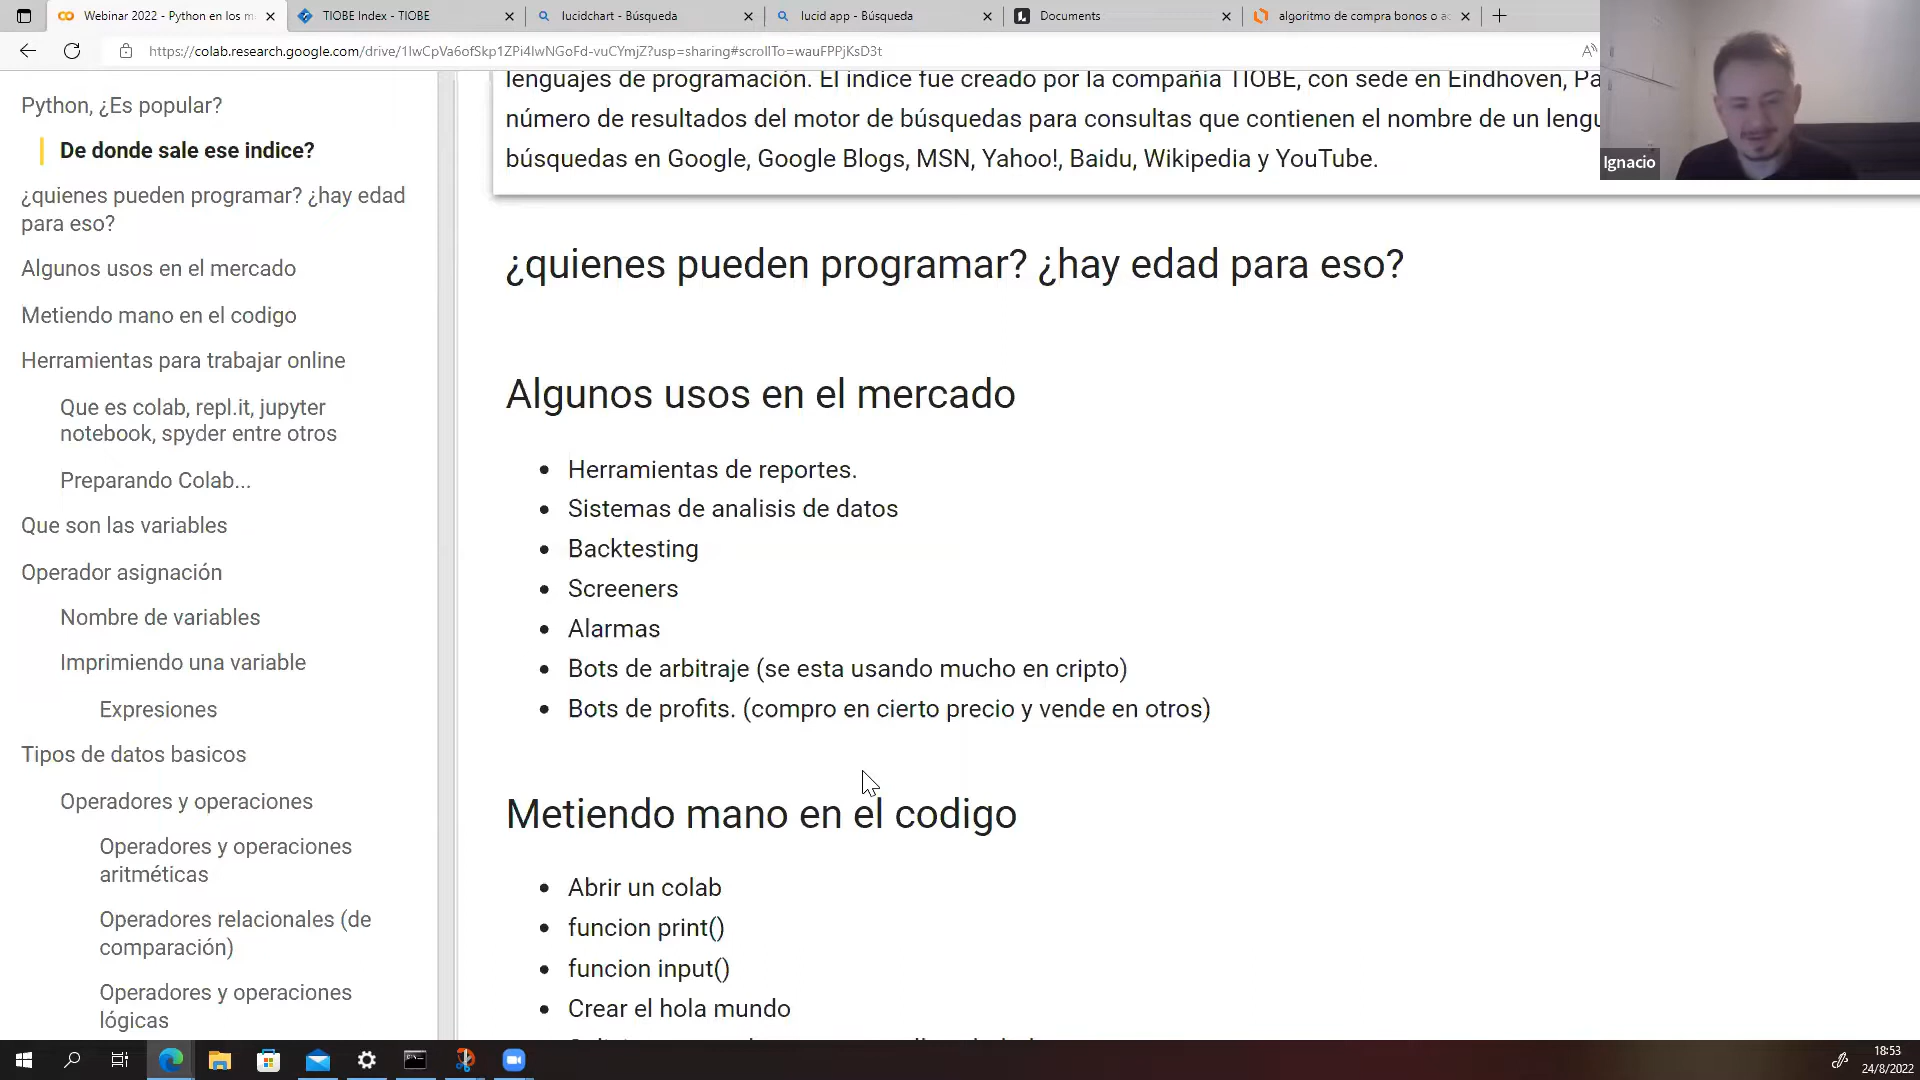 Webinar 2022 - Python en los m
TIOBE Index - TIOBE
lucidchart - Búsqueda
lucid app - Búsqueda
Documents
algoritmo de compra bonos o ac
https://colab.research.google.com/drive/1IwCpVa6ofSkp1ZPi4lwNGoFd-vuCYmjZ?usp=sharing#scrollTo=wauFPPjKsD3t
Ignacio
Python, ¿Es popular?
De donde sale ese indice?
¿quienes pueden programar? ¿hay edad
para eso?
Algunos usos en el mercado
Metiendo mano en el codigo
Herramientas para trabajar online
Que es colab, repl.it, jupyter
notebook, spyder entre otros
Preparando Colab...
Que son las variables
Operador asignación
Nombre de variables
Imprimiendo una variable
Expresiones
Tipos de datos basicos
Operadores y operaciones
Operadores y operaciones
aritméticas
Operadores relacionales (de
comparación)
Operadores y operaciones
lógicas
lenguajes de programación. El índice fue creado por la compañía TIOBE, con sede en Eindhoven, Pa
número de resultados del motor de búsquedas para consultas que contienen el nombre de un lengu
búsquedas en Google, Google Blogs, MSN, Yahoo!, Baidu, Wikipedia y YouTube.
¿quienes pueden programar? ¿hay edad para eso?
Algunos usos en el mercado
• Herramientas de reportes.
• Sistemas de analisis de datos
• Backtesting
• Screeners
• Alarmas
• Bots de arbitraje (se esta usando mucho en cripto)
• Bots de profits. (compro en cierto precio y vende en otros)
Metiendo mano en el codigo
• Abrir un colab
• funcion print()
• funcion input()
• Crear el hola mundo
18:53
24/8/2022